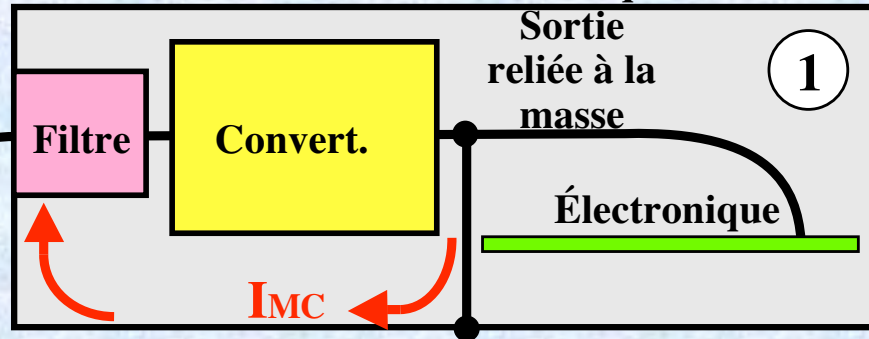 Sortie
reliée à la
masse
1
Filtre
Convert.
Électronique
IMC